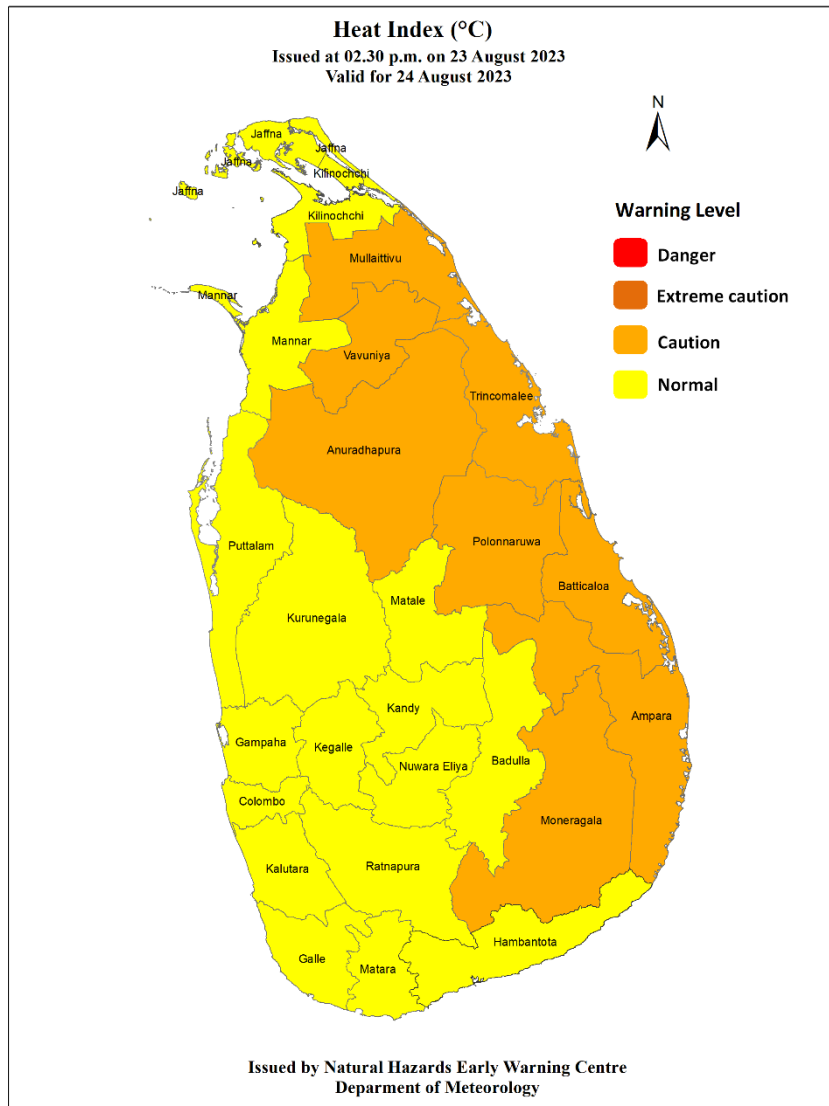 Heat Index (°C)
Issued at 02.30 p.m. on 23 August 2023
Valid for 24 August 2023
N
Jaffna
Jaffna
Jaffna
Kilinochchi
Jaffna
Kilinochchi
Warning Level
Danger
Extreme caution
Caution
Normal
Mullaittivu
Mannar
Mannar
Vavuniya
Trincomalee
Anuradhapura
Polonnaruwa
Puttalam
Batticaloa
Matale
Kurunegala
Kandy
Ampara
Gampaha
Kegalle
Nuwara Eliya
Badulla
Colombo
Moneragala
Kalutara
Ratnapura
Hambantota
Galle
Matara
Issued by Natural Hazards Early Warning Centre
Deparment of Meteorology